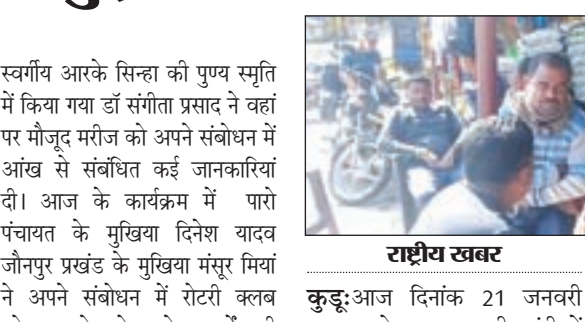 स्वर्गीय आरके सिन्हा की पुण्य स्मृति
में किया गया डॉ संगीता प्रसाद ने वहां
पर मौजूद मरीज को अपने संबोधन में
आंख से संबंधित कई जानकारियां
दी। आज के कार्यक्रम में पारो
पंचायत के मुखिया दिनेश यादव
जौनपुर प्रखंड के मुखिया मंसूर मियां
ने अपने संबोधन में रोटरी क्लब
राष्ट्रीय खबर
कुडू:आज दिनांक 21 जनवरी